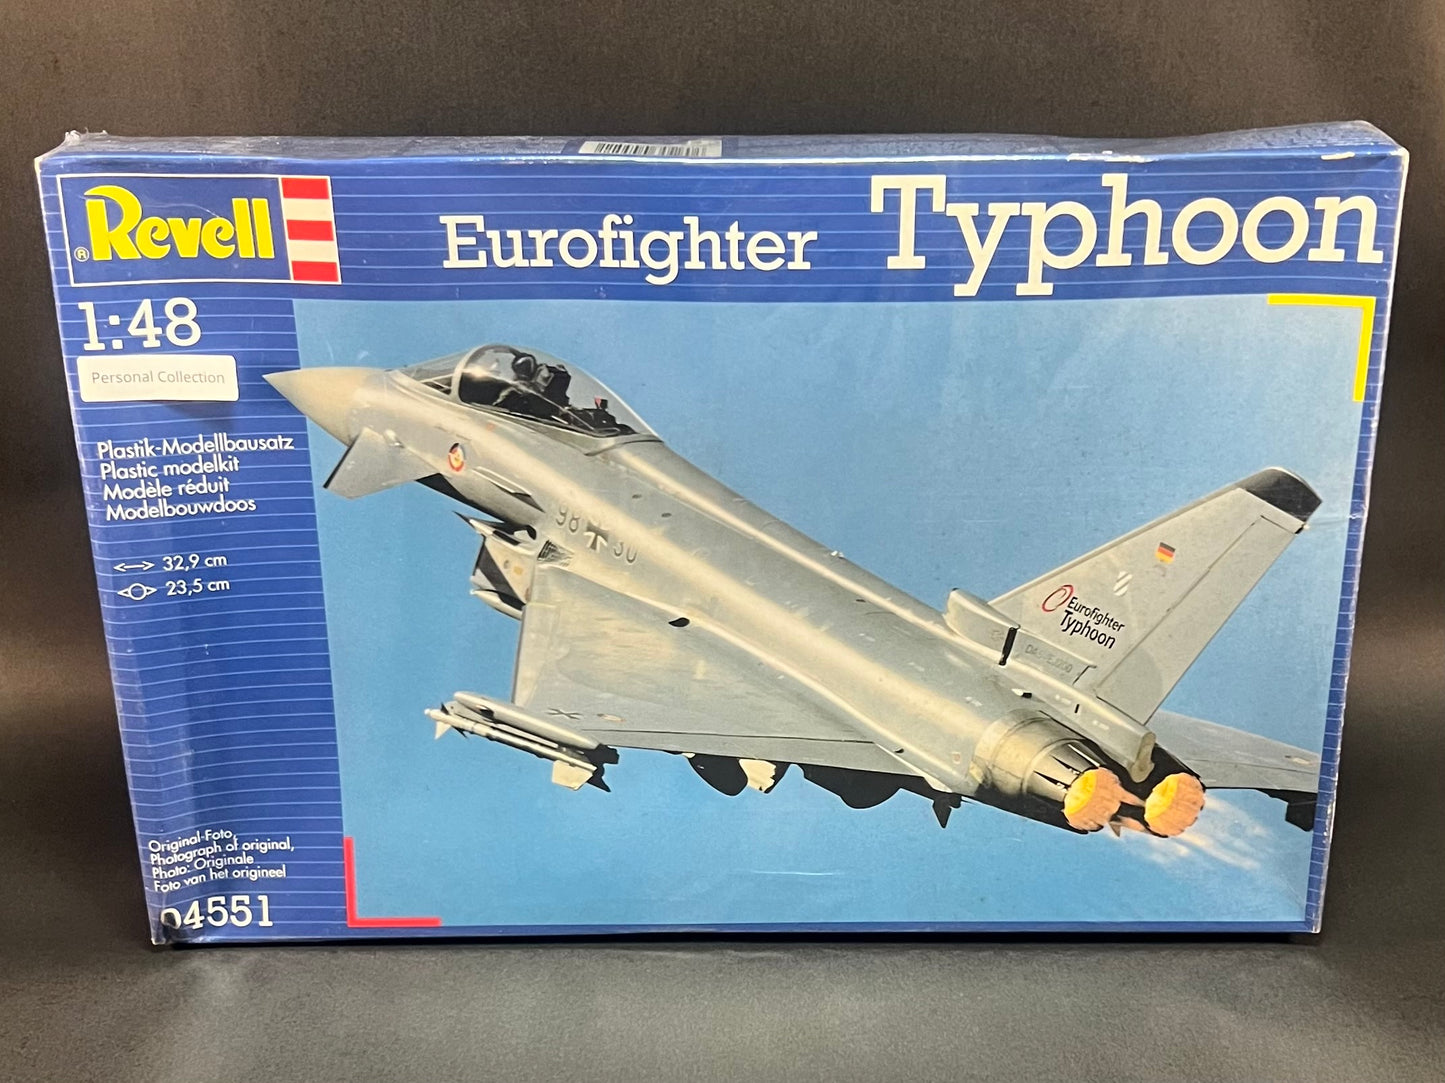 ® Revell
Eurofighter Typhoon
1:48
Personal Collection
Plastik-Modellbausatz
Plastic modelkit
Modèle réduit
Modelbouwdoos
32,9 cm
23,5 cm
98 30
Eurofighter
Typhoon
Original-Foto,
Photograph of original,
Photo: Originale
Foto van het origineel
04551